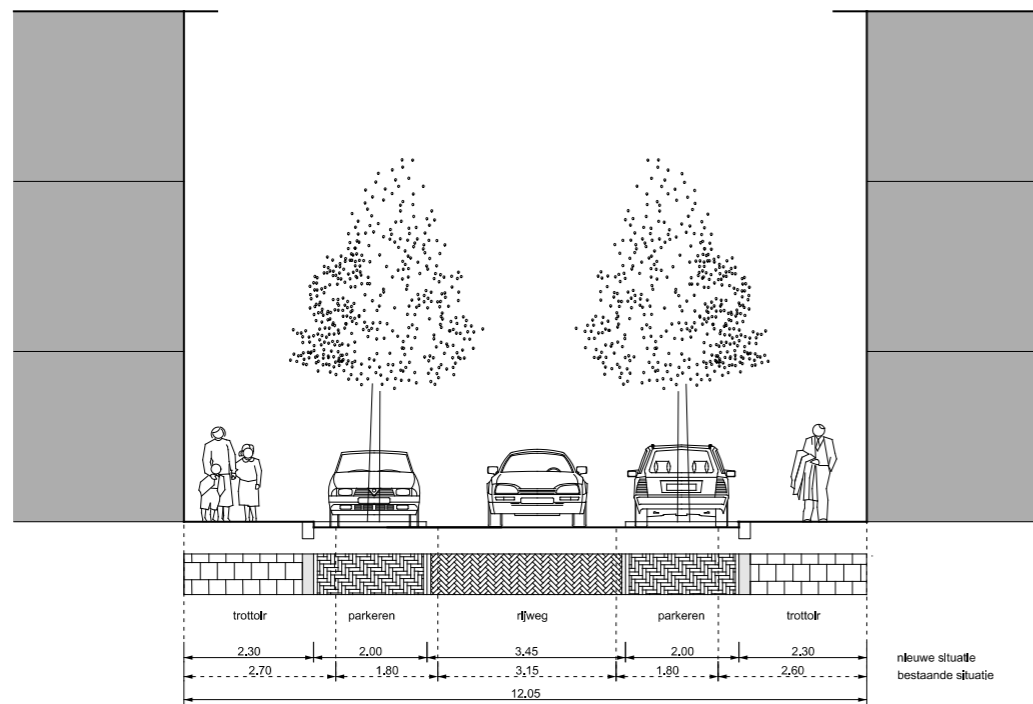 trottoir parkeren rijweg parkeren trottoir
2.30 2.00 3.45 2.00 2.30 nieuwe situatie
2.70 1.80 3.15 1.80 2.60 bestaande situatie
12.05